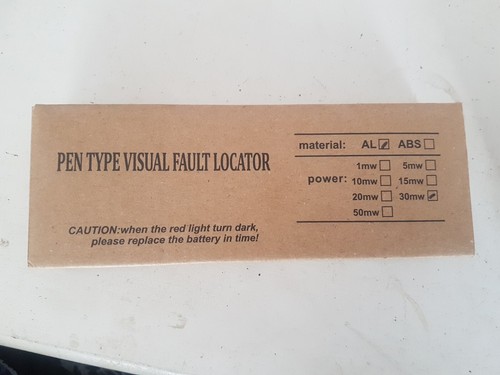 PEN TYPE VISUAL FAULT LOCATOR
CAUTION:when the red light turn dark,
please replace the battery in time!
material: AL ABS
power:
1mw 5mw
10mw 15mw
20mw 30mw
50mw